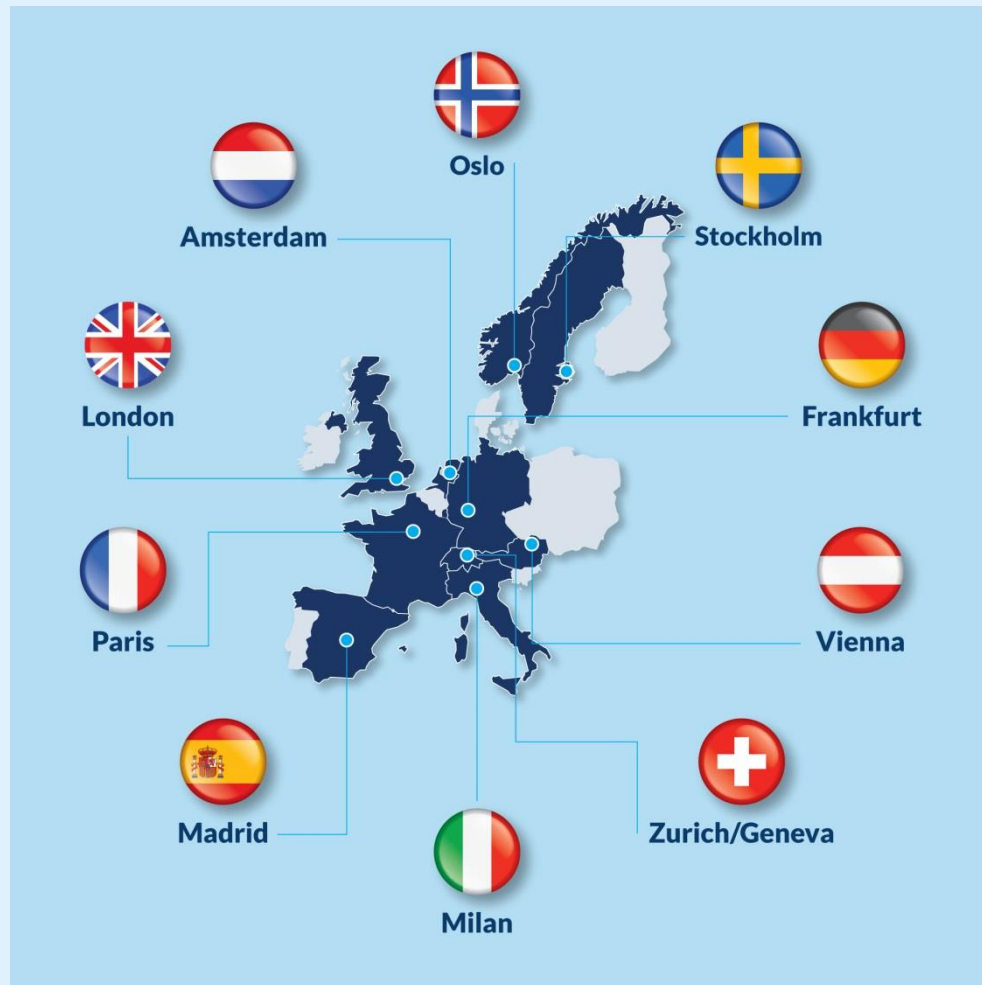 Oslo
Amsterdam
Stockholm
London
Frankfurt
Paris
Vienna
Madrid
Zurich/Geneva
Milan